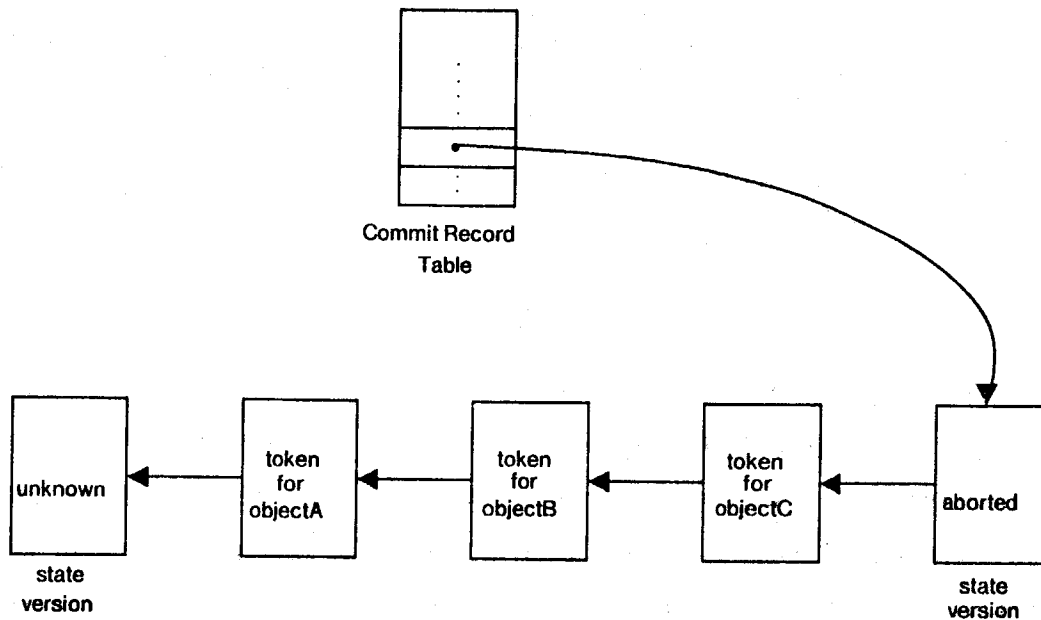 Commit Record
Table
unknown
token
for
objectA
token
for
objectB
token
for
objectC
aborted
state
version
state
version